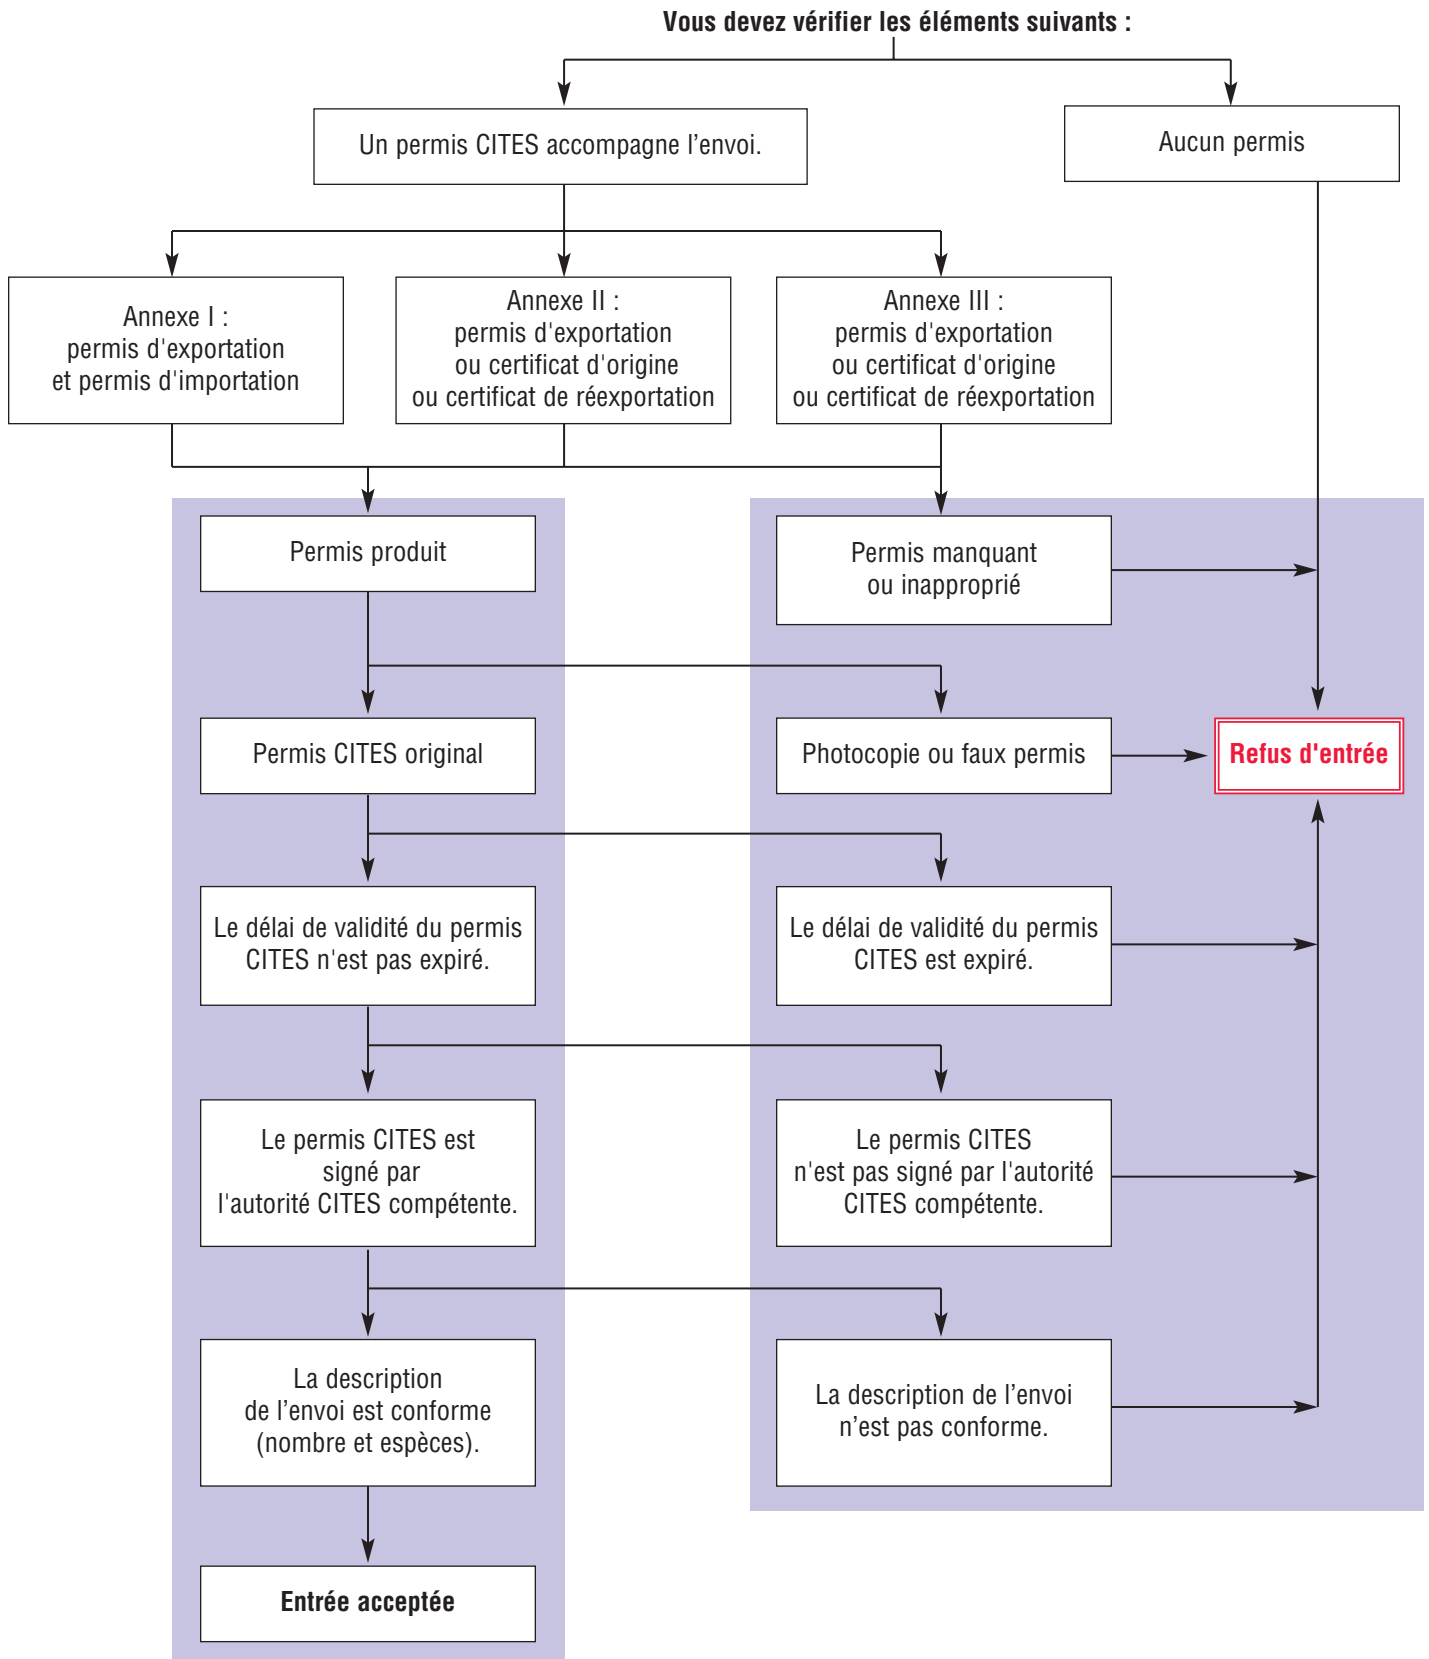 Vous devez vérifier les éléments suivants :
Un permis CITES accompagne l’envoi.
Aucun permis
Annexe I :
permis d'exportation
et permis d'importation
Annexe II :
permis d'exportation
ou certificat d'origine
ou certificat de réexportation
Annexe III :
permis d'exportation
ou certificat d'origine
ou certificat de réexportation
Permis produit
Permis manquant
ou inapproprié
Permis CITES original
Photocopie ou faux permis
Refus d'entrée
Le délai de validité du permis
CITES n'est pas expiré.
Le délai de validité du permis
CITES est expiré.
Le permis CITES est
signé par
l'autorité CITES compétente.
Le permis CITES
n'est pas signé par l'autorité
CITES compétente.
La description
de l’envoi est conforme
(nombre et espèces).
La description de l’envoi
n’est pas conforme.
Entrée acceptée